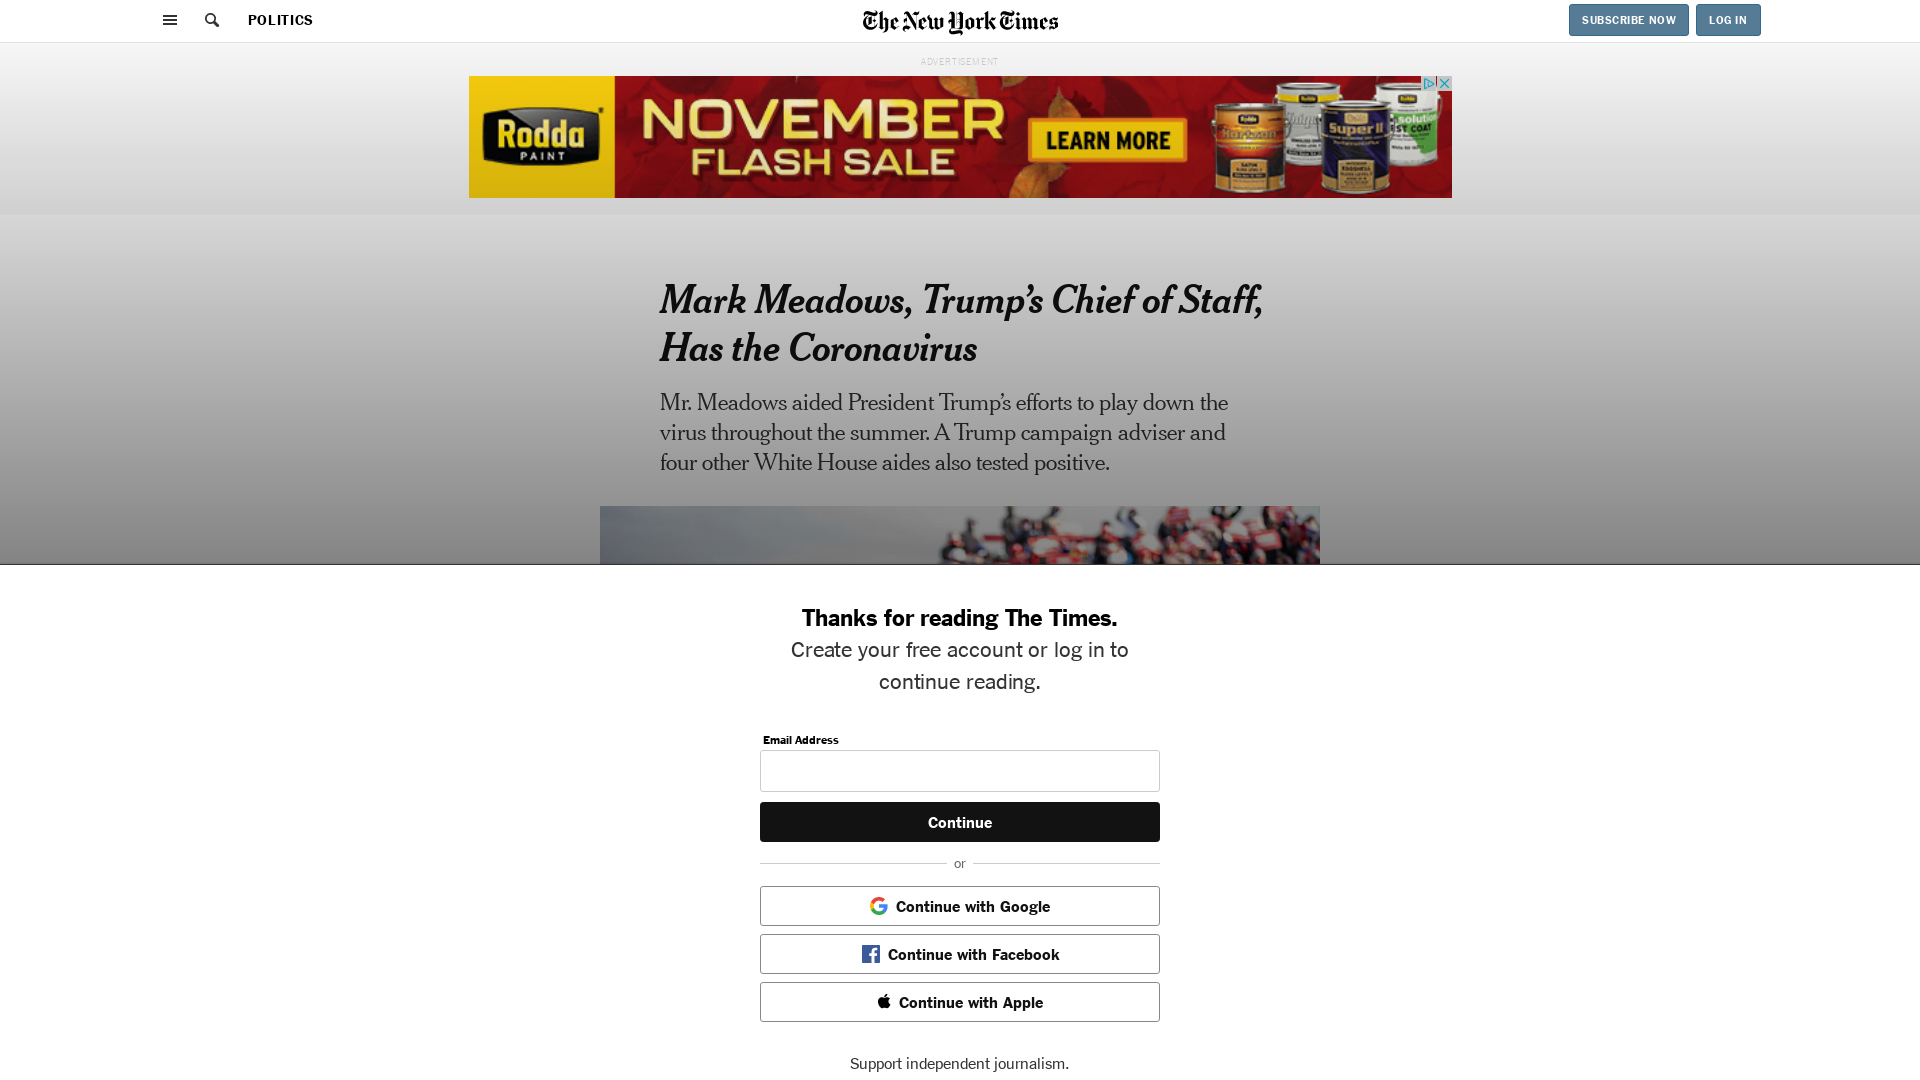 POLITICS
The New York Times
SUBSCRIBE NOW
LOG IN
ADVERTISEMENT
Rodda
PAINT
NOVEMBER
FLASH SALE
LEARN MORE
Mark Meadows, Trump’s Chief of Staff,
Has the Coronavirus
Mr. Meadows aided President Trump’s efforts to play down the
virus throughout the summer. A Trump campaign adviser and
four other White House aides also tested positive.
Thanks for reading The Times.
Create your free account or log in to
continue reading.
Email Address
Continue
or
Continue with Google
Continue with Facebook
Continue with Apple
Support independent journalism.